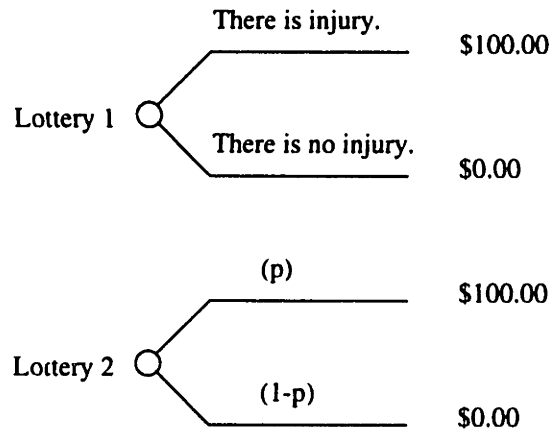 There is injury.
$100.00
Lottery 1
There is no injury.
$0.00
(p)
$100.00
Lottery 2
(1-p)
$0.00